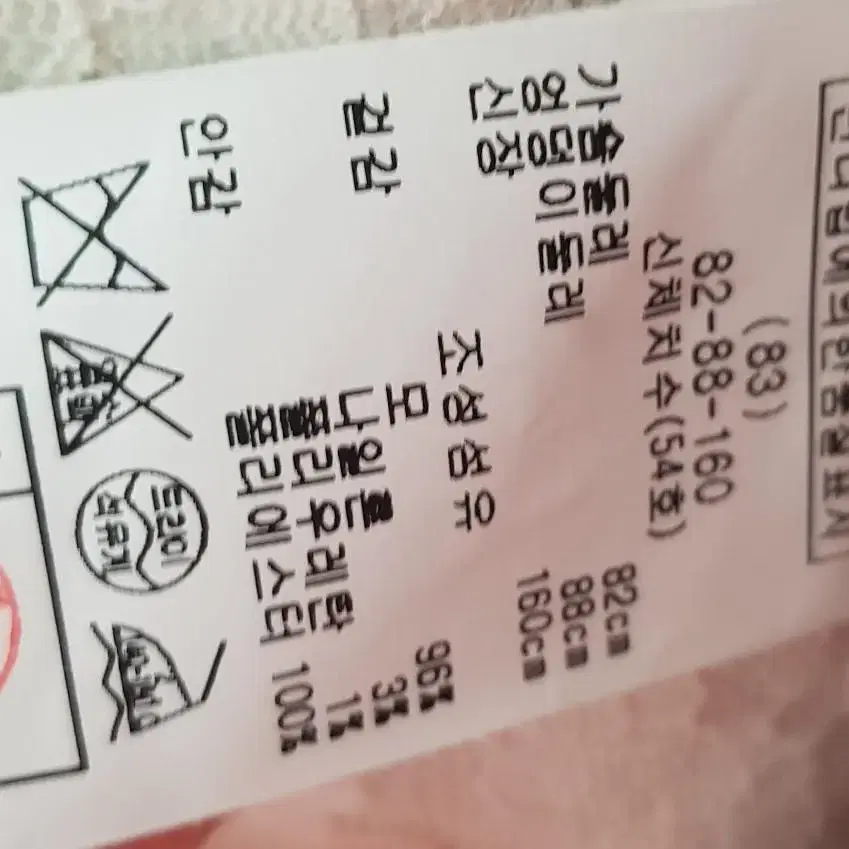 (83)
82-88-160
신체치수(54호)
가슴둘레 82cm
엉덩이둘레 88cm
신장 160cm
조성섬유
겉감 모 96%
나일론 3%
폴리우레탄 1%
안감 폴리에스터 100%
드라이
석유계